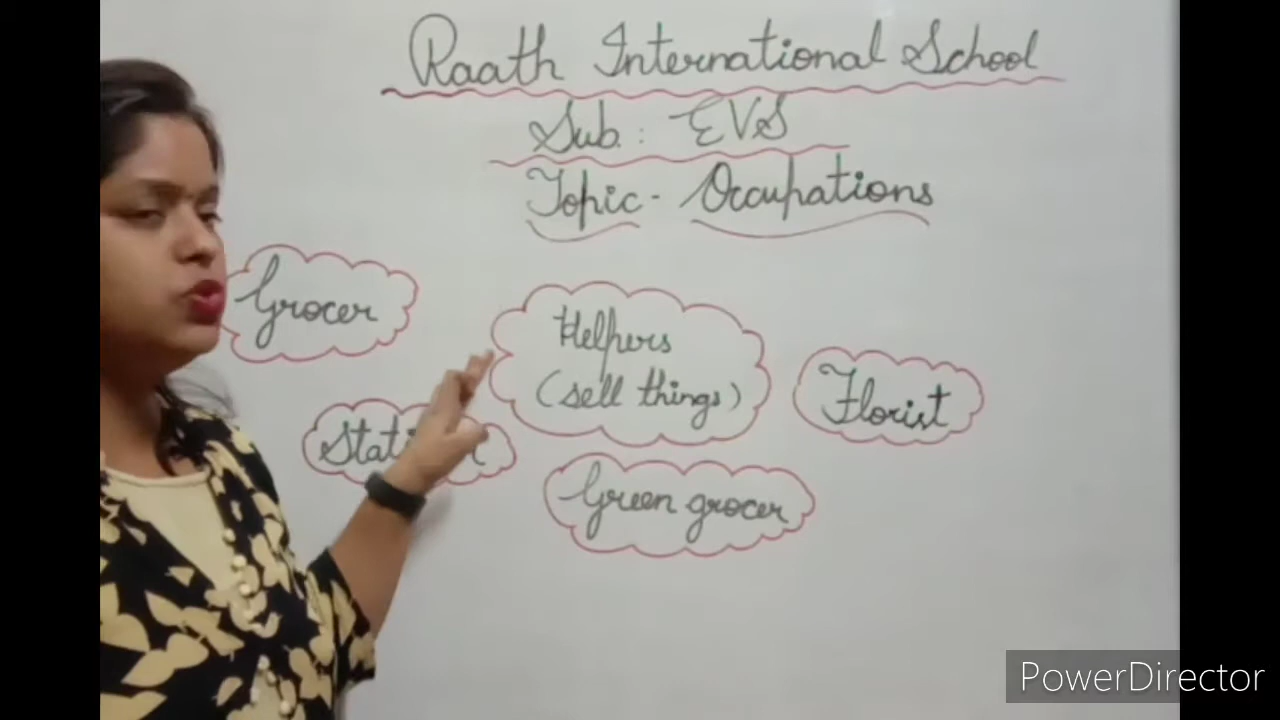 Raath International School
Sub. : EVS
Topic - Occupations
Grocer
Helpers
(sell things)
Florist
Green grocer
PowerDirector